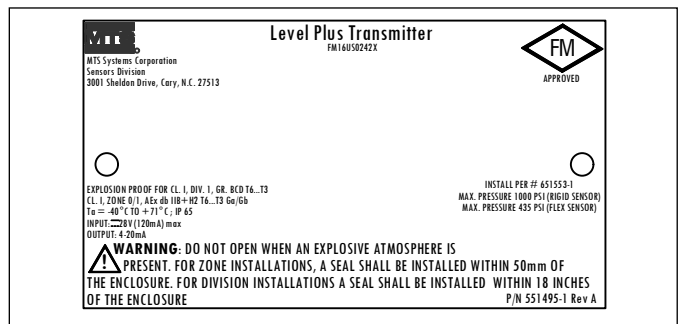 MTS
Level Plus Transmitter
FM16US0242X
FM
APPROVED
MTS Systems Corporation
Sensors Division
3001 Sheldon Drive, Cary, N.C. 27513
EXPLOSION PROOF FOR CL. I, DIV. 1, GR. BCD T6...T3
CL. I, ZONE 0/1, AEx db IIB+H2 T6...T3 Ga/Gb
Ta = -40°C TO +71°C; IP 65
INPUT: 28V (120mA) max
OUTPUT: 4-20mA
INSTALL PER # 651553-1
MAX. PRESSURE 1000 PSI (RIGID SENSOR)
MAX. PRESSURE 435 PSI (FLEX SENSOR)
WARNING: DO NOT OPEN WHEN AN EXPLOSIVE ATMOSPHERE IS
PRESENT. FOR ZONE INSTALLATIONS, A SEAL SHALL BE INSTALLED WITHIN 50mm OF
THE ENCLOSURE. FOR DIVISION INSTALLATIONS A SEAL SHALL BE INSTALLED WITHIN 18 INCHES
OF THE ENCLOSURE
P/N 551495-1 Rev A